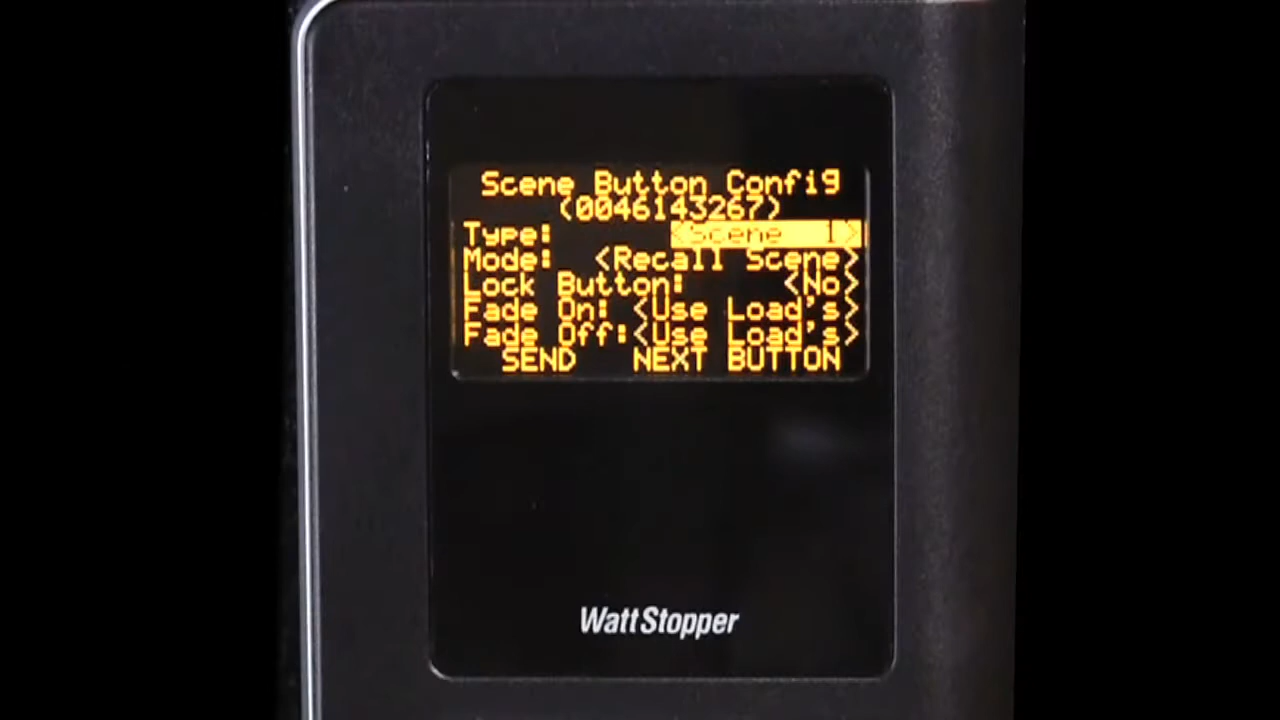 Scene Button Config
(0046143267)
Type: <Scene 1>
Mode: <Recall Scene>
Lock Button: <No>
Fade On: <Use Load's>
Fade Off:<Use Load's>
SEND NEXT BUTTON
WattStopper